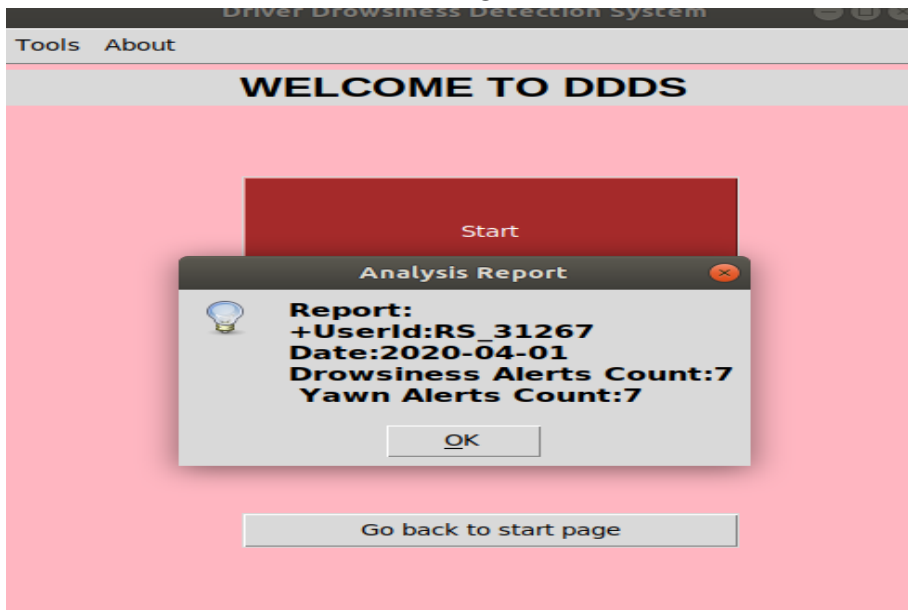 Driver Drowsiness Detection System
Tools About
WELCOME TO DDDS
Start
Analysis Report
Report:
+UserId:RS_31267
Date:2020-04-01
Drowsiness Alerts Count:7
Yawn Alerts Count:7
OK
Go back to start page